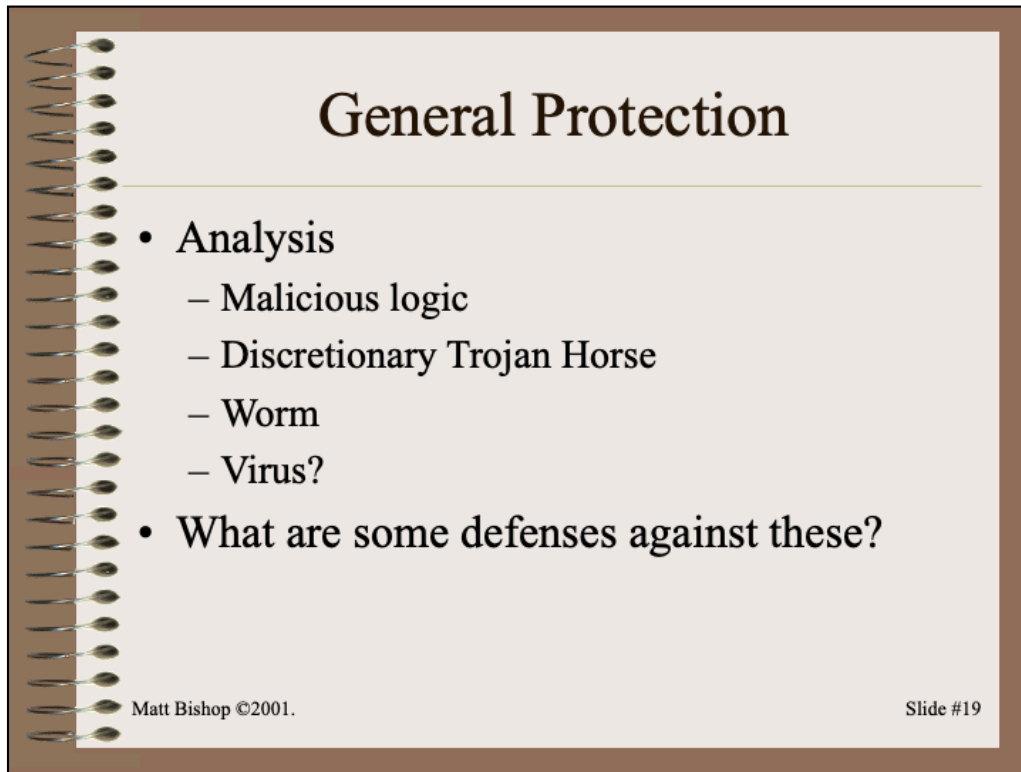 General Protection
• Analysis
– Malicious logic
– Discretionary Trojan Horse
– Worm
– Virus?
• What are some defenses against these?
Matt Bishop ©2001.
Slide #19